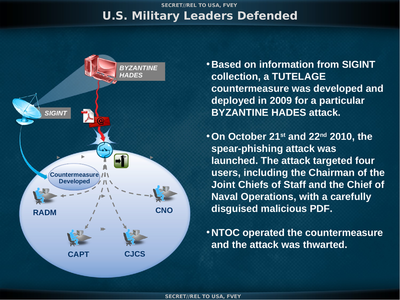 SECRET//REL TO USA, FVEY
U.S. Military Leaders Defended
BYZANTINE
HADES
SIGINT
Countermeasure
Developed
RADM
CNO
CAPT
CJCS
•Based on information from SIGINT
collection, a TUTELAGE
countermeasure was developed and
deployed in 2009 for a particular
BYZANTINE HADES attack.
•On October 21st and 22nd 2010, the
spear-phishing attack was
launched. The attack targeted four
users, including the Chairman of the
Joint Chiefs of Staff and the Chief of
Naval Operations, with a carefully
disguised malicious PDF.
•NTOC operated the countermeasure
and the attack was thwarted.
SECRET//REL TO USA, FVEY